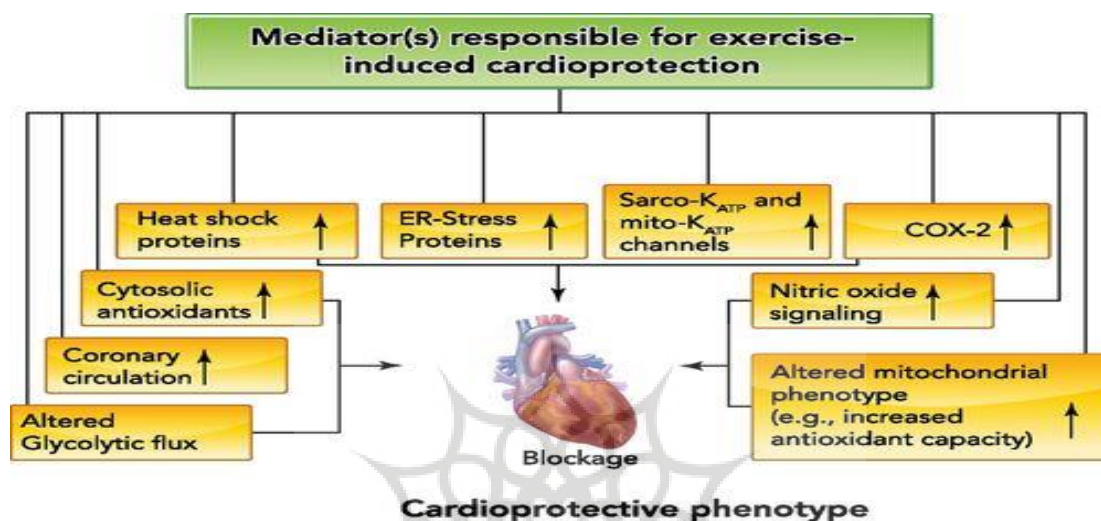 Mediator(s) responsible for exercise-
induced cardioprotection
Heat shock
proteins
ER-Stress
Proteins
Sarco-KATP and
mito-KATP
channels
COX-2
Cytosolic
antioxidants
Nitric oxide
signaling
Coronary
circulation
Altered mitochondrial
phenotype
(e.g., increased
antioxidant capacity)
Altered
Glycolytic flux
Blockage
Cardioprotective phenotype